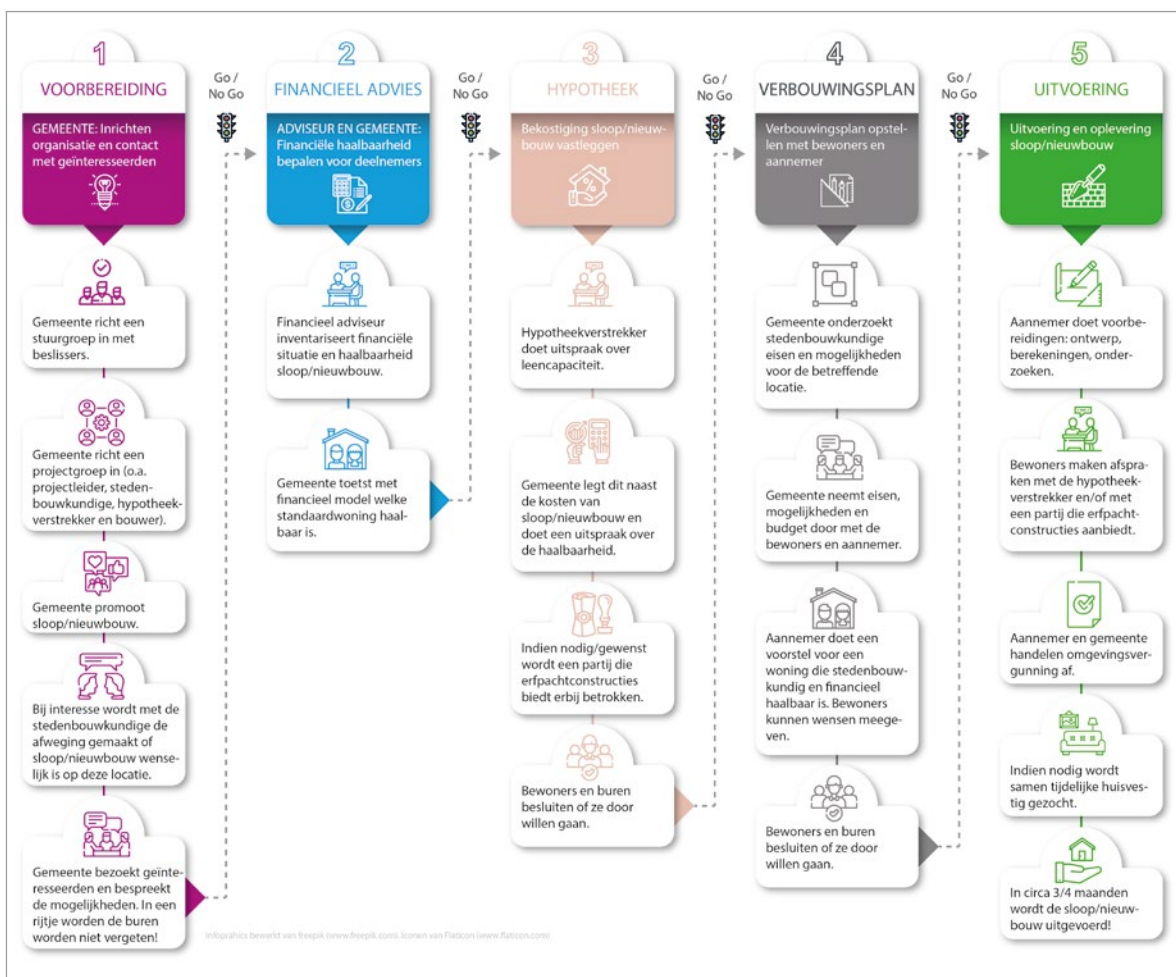 1
VOORBEREIDING
GEMEENTE: Inrichten
organisatie en contact
met geïnteresseerden
Gemeente richt een
stuurgroep in met
beslissers.
Gemeente richt een
projectgroep in (o.a.
projectleider, steden-
bouwkundige, hypotheek-
verstrekker en bouwer).
Gemeente promoot
sloop/nieuwbouw.
Bij interesse wordt met de
stedenbouwkundige de
afweging gemaakt of
sloop/nieuwbouw wense-
lijk is op deze locatie.
Gemeente bezoekt geïnte-
resseerden en bespreekt
de mogelijkheden. In een
rijtje worden de buren
worden niet vergeten!
Go /
No Go
2
FINANCIEEL ADVIES
ADVISEUR EN GEMEENTE:
Financiële haalbaarheid
bepalen voor deelnemers
Financieel adviseur
inventariseert financiële
situatie en haalbaarheid
sloop/nieuwbouw.
Gemeente toetst met
financieel model welke
standaardwoning haal-
baar is.
Go /
No Go
3
HYPOTHEEK
Bekostiging sloop/nieuw-
bouw vastleggen
Hypotheekverstrekker
doet uitspraak over
leencapaciteit.
Gemeente legt dit naast
de kosten van
sloop/nieuwbouw en
doet een uitspraak over
de haalbaarheid.
Indien nodig/gewenst
wordt een partij die
erfpachtconstructies
biedt erbij betrokken.
Bewoners en buren
besluiten of ze door
willen gaan.
Go /
No Go
4
VERBOUWINGSPLAN
Verbouwingsplan opstel-
len met bewoners en
aannemer
Gemeente onderzoekt
stedenbouwkundige
eisen en mogelijkheden
voor de betreffende
locatie.
Gemeente neemt eisen,
mogelijkheden en
budget door met de
bewoners en aannemer.
Aannemer doet een
voorstel voor een
woning die stedenbouw-
kundig en financieel
haalbaar is. Bewoners
kunnen wensen meege-
ven.
Bewoners en buren
besluiten of ze door
willen gaan.
Go /
No Go
5
UITVOERING
Uitvoering en oplevering
sloop/nieuwbouw
Aannemer doet voorbe-
reidingen: ontwerp,
berekeningen, onder-
zoeken.
Bewoners maken afspra-
ken met de hypotheek-
verstrekker en/of met
een partij die erfpacht-
constructies aanbiedt.
Aannemer en gemeente
handelen omgevingsver-
gunning af.
Indien nodig wordt
samen tijdelijke huisves-
tig gezocht.
In circa 3/4 maanden
wordt de sloop/nieuw-
bouw uitgevoerd!
Infoprahics bewerkt van freepik (www.freepik.com). Iconen van Flaticon (www.flaticon.com)